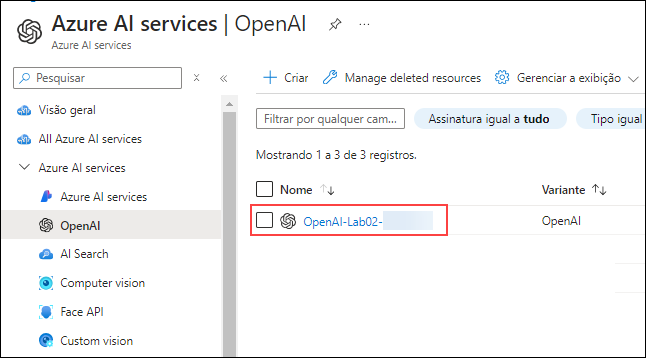 Azure AI services | OpenAI
Azure AI services
Pesquisar
Visão geral
All Azure AI services
Azure AI services
Azure AI services
OpenAI
AI Search
Computer vision
Face API
Custom vision
Criar
Manage deleted resources
Gerenciar a exibição
Filtrar por qualquer cam...
Assinatura igual a tudo
Tipo igual
Mostrando 1 a 3 de 3 registros.
Nome
Variante
OpenAI-Lab02-
OpenAI